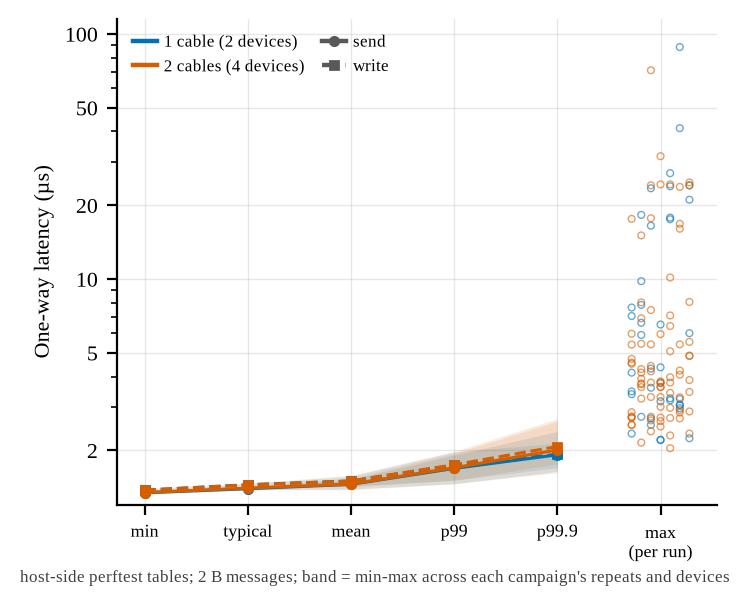 1 cable (2 devices)
2 cables (4 devices)
send
write
One-way latency (µs)
100
50
20
10
5
2
min
typical
mean
p99
p99.9
max
(per run)
host-side perftest tables; 2 B messages; band = min-max across each campaign's repeats and devices